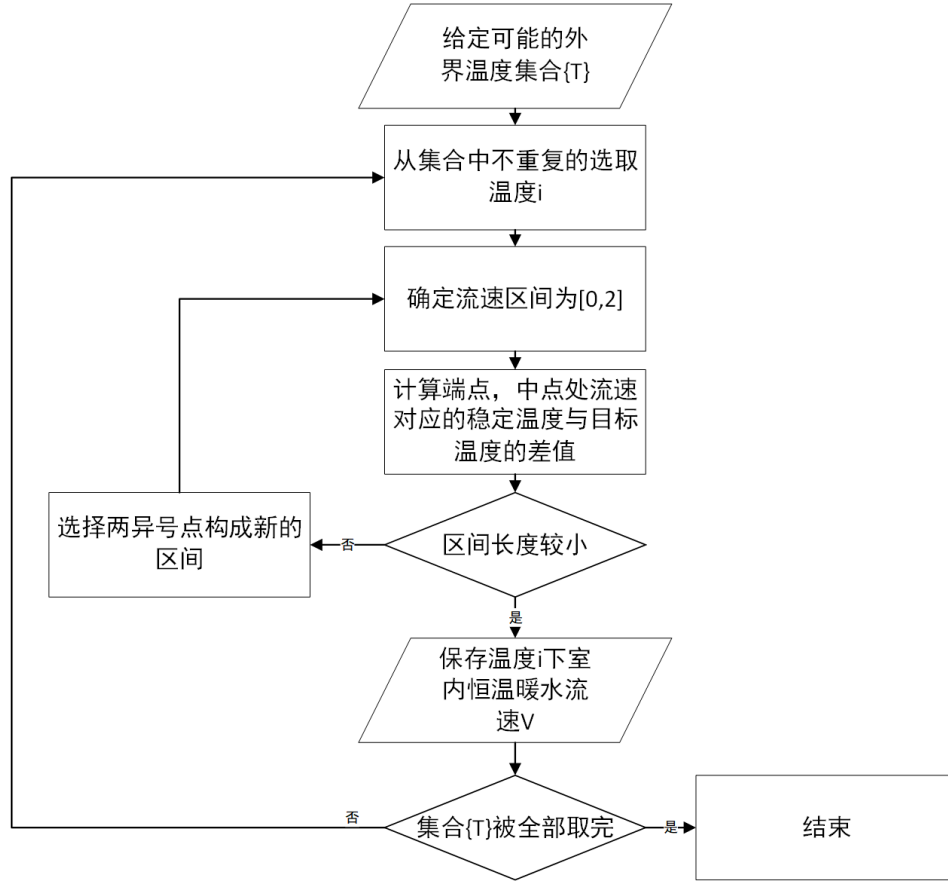 给定可能的外
界温度集合{T}
从集合中不重复的选取
温度i
确定流速区间为[0,2]
计算端点，中点处流速
对应的稳定温度与目标
温度的差值
选择两异号点构成新的
区间
否
区间长度较小
是
保存温度i下室
内恒温暖水流
速V
否
集合{T}被全部取完
是
结束